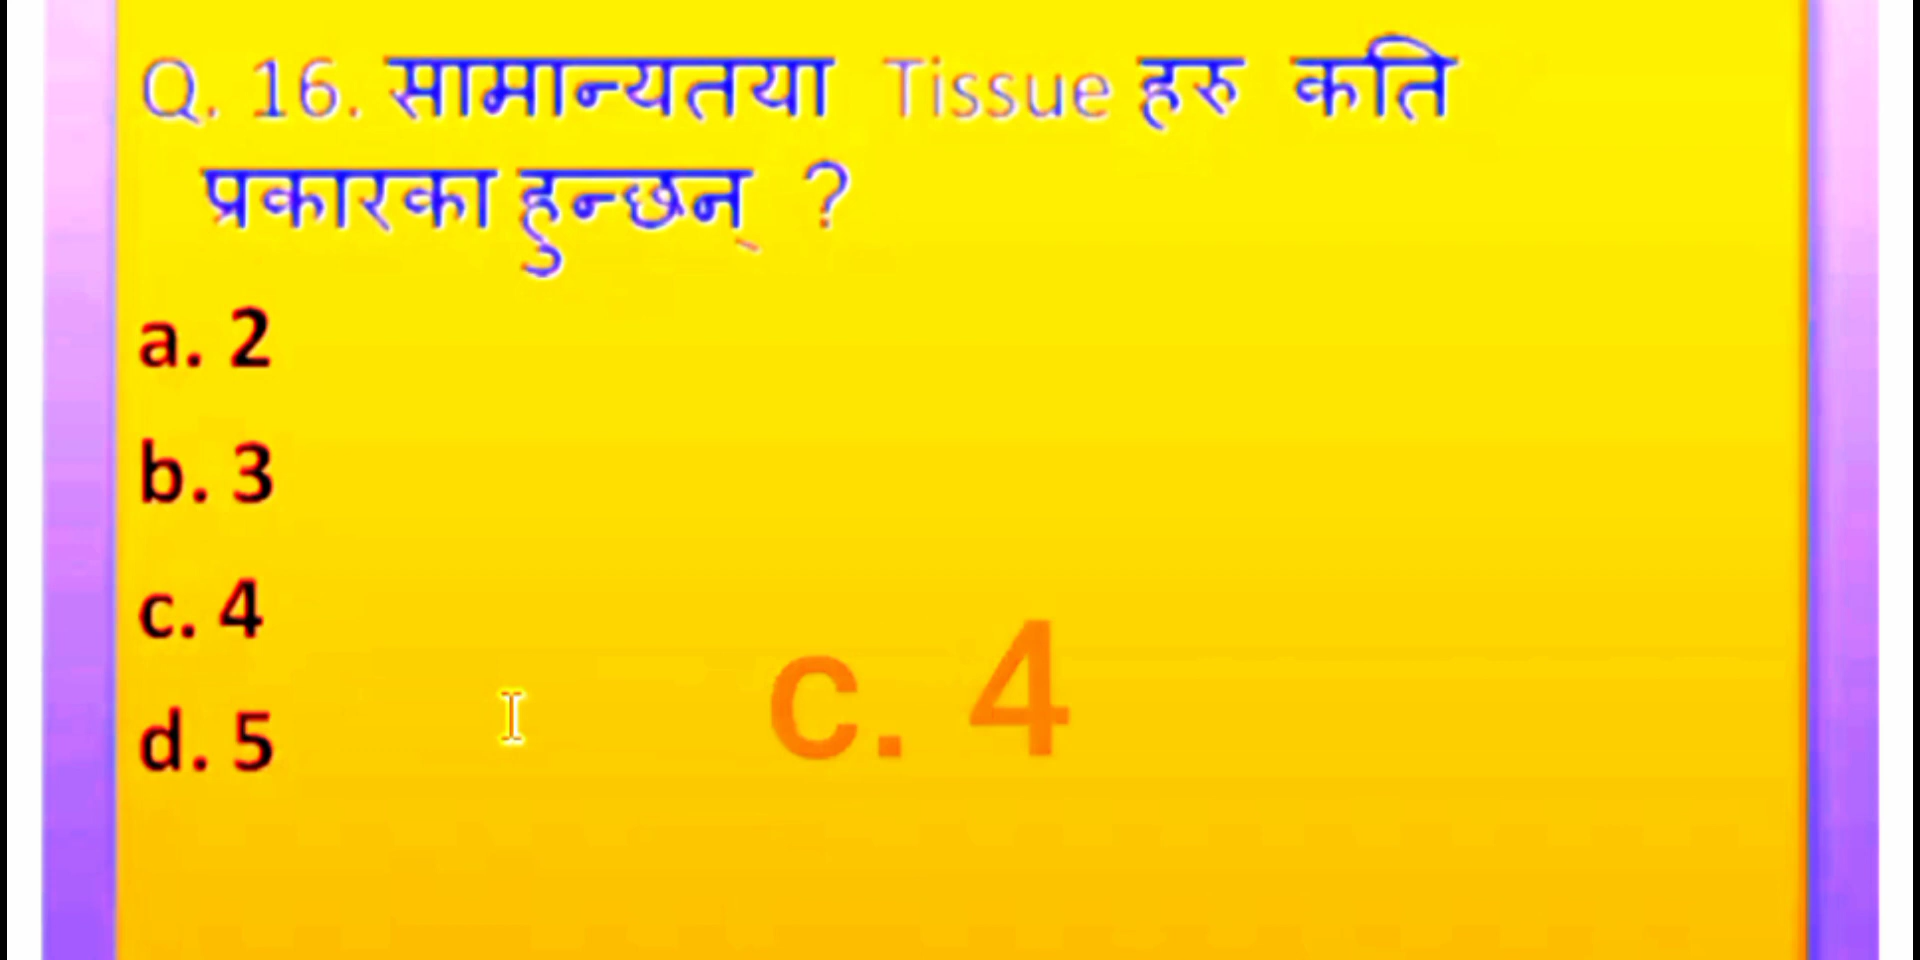 Q. 16. सामान्यतया Tissue हरु कति
प्रकारका हुन्छन् ?
a. 2
b. 3
c. 4
d. 5
c. 4